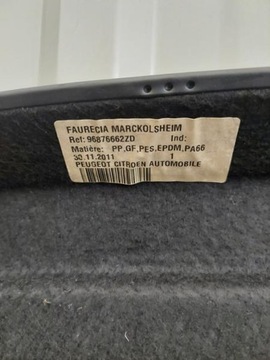 FAURECIA MARCKOLSHEIM
Ref: 96876662ZD Ind:
Matière: PP,GF,PES,EPDM,PA66
30.11.2011 1
PEUGEOT CITROEN AUTOMOBILE